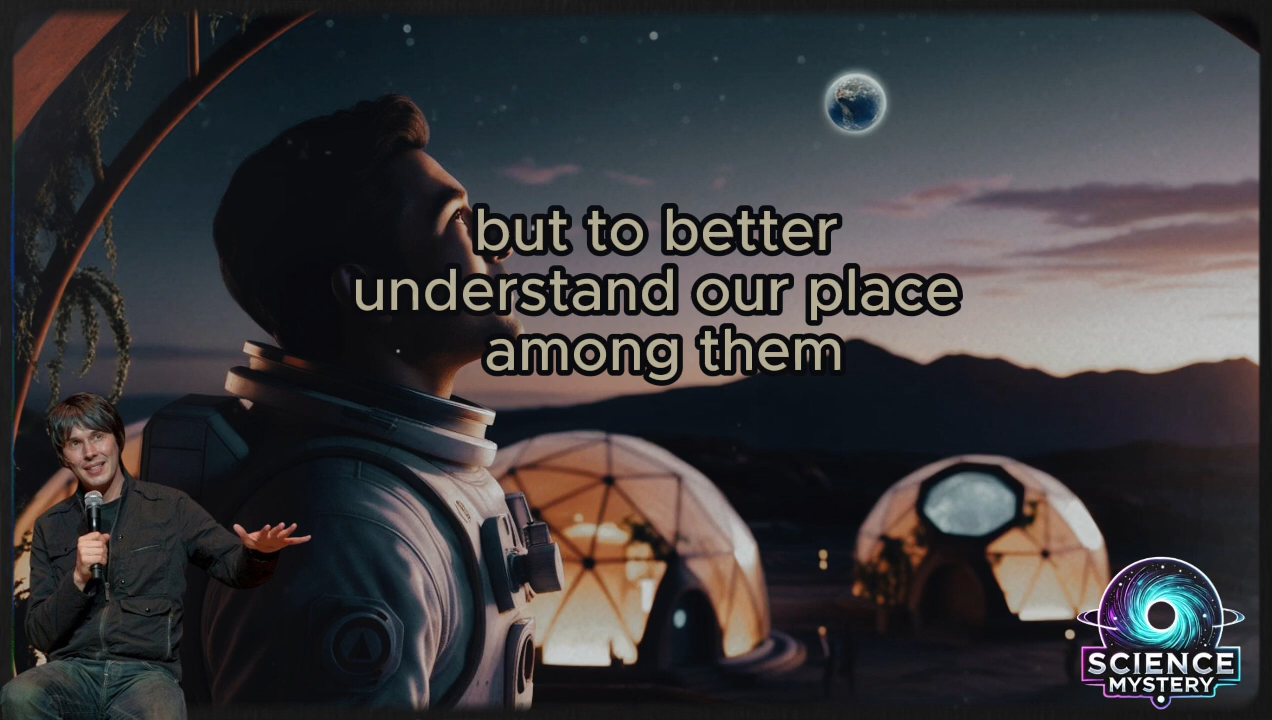 but to better
understand our place
among them
SCIENCE
MYSTERY